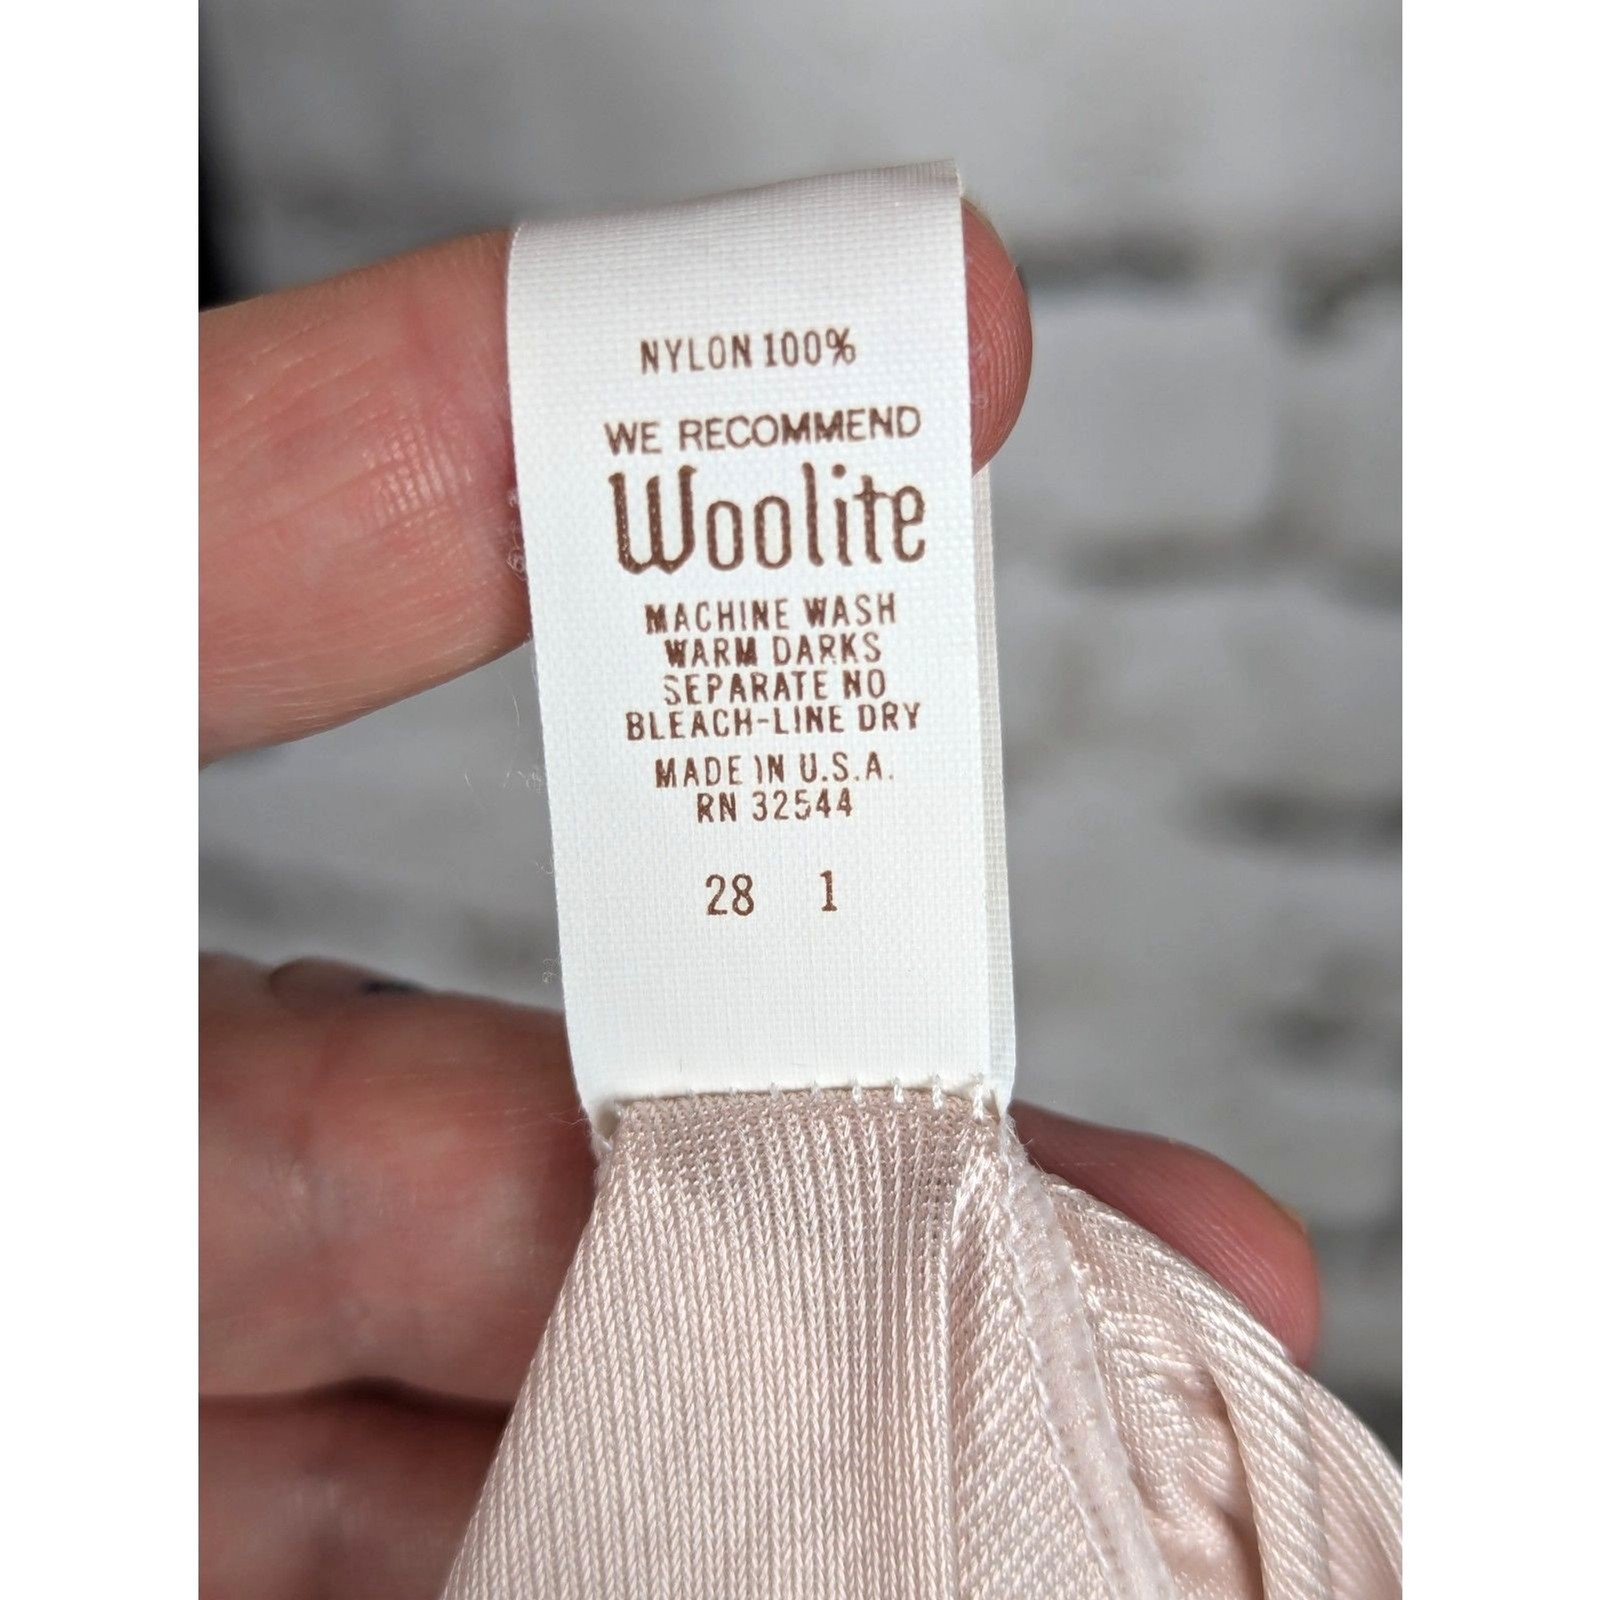 NYLON 100%
WE RECOMMEND
Woolite
MACHINE WASH
WARM DARKS
SEPARATE NO
BLEACH-LINE DRY
MADE IN U.S.A.
RN 32544
28 1